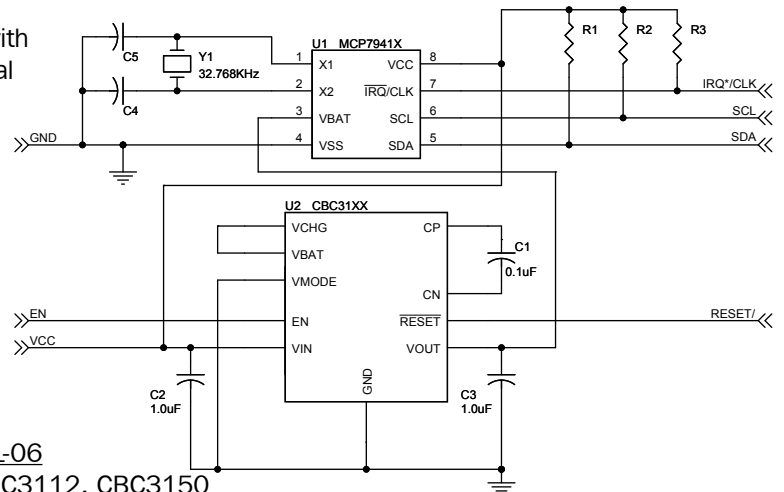 with
al
C5
Y1
32.768KHz
C4
GND
U1 MCP7941X
1 X1 VCC 8
2 X2 IRQ/CLK 7
3 VBAT SCL 6
4 VSS SDA 5
R1 R2 R3
IRQ*/CLK
SCL
SDA
U2 CBC31XX
VCHG CP
VBAT
VMODE CN
EN RESET
VIN VOUT
GND
C1
0.1uF
EN
VCC
RESET/
C2
1.0uF
C3
1.0uF
-06
C3112, CBC3150